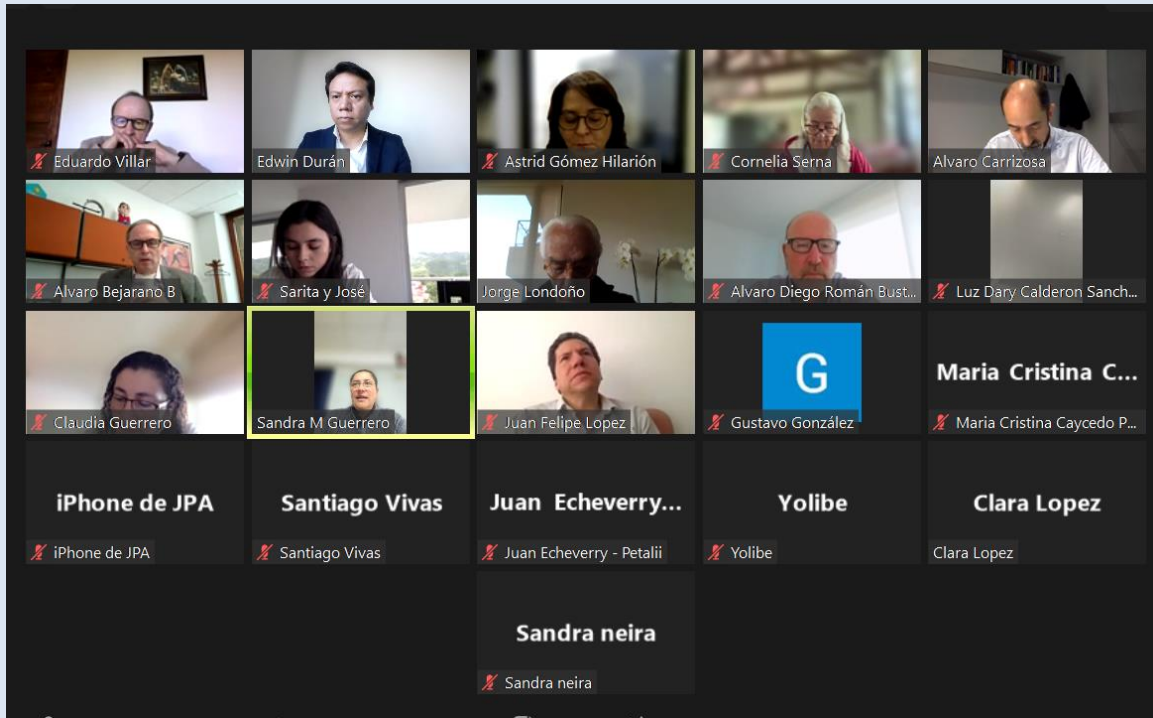 Eduardo Villar
Edwin Durán
Astrid Gómez Hilarión
Cornelia Serna
Alvaro Carrizosa
Alvaro Bejarano B
Sarita y José
Jorge Londoño
Alvaro Diego Román Bust...
Luz Dary Calderon Sanch...
Claudia Guerrero
Sandra M Guerrero
Juan Felipe Lopez
G
Gustavo González
Maria Cristina C...
Maria Cristina Caycedo P...
iPhone de JPA
iPhone de JPA
Santiago Vivas
Santiago Vivas
Juan Echeverry...
Juan Echeverry - Petalii
Yolibe
Yolibe
Clara Lopez
Clara Lopez
Sandra neira
Sandra neira